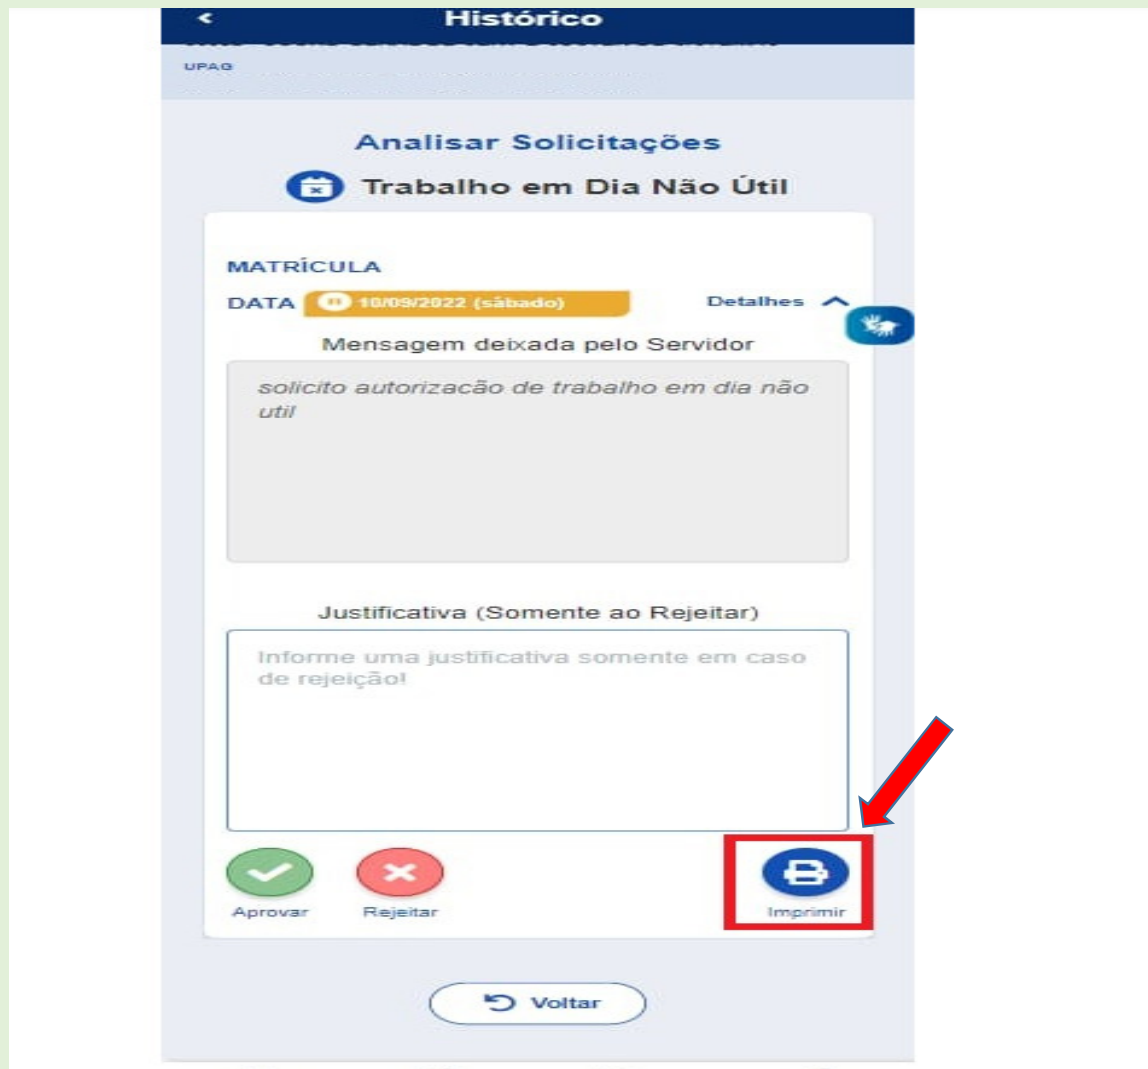 Histórico
UPAG
Analisar Solicitações
Trabalho em Dia Não Útil
MATRÍCULA
DATA 10/09/2022 (sábado) Detalhes
Mensagem deixada pelo Servidor
solicito autorizacão de trabalho em dia não
util
Justificativa (Somente ao Rejeitar)
Informe uma justificativa somente em caso
de rejeição!
Aprovar Rejeitar Imprimir
Voltar